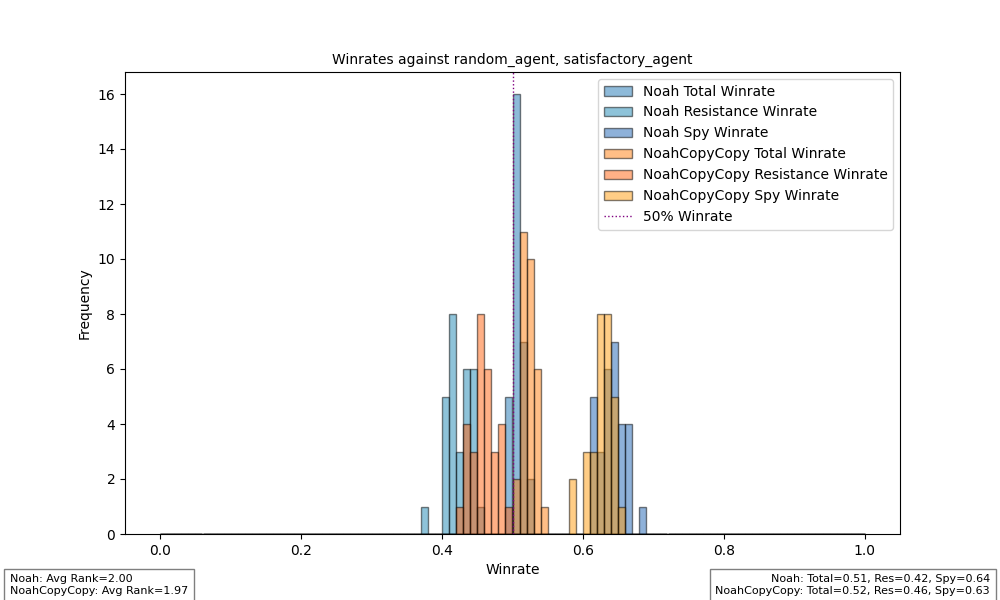 Winrates against random_agent, satisfactory_agent
Noah Total Winrate
Noah Resistance Winrate
Noah Spy Winrate
NoahCopyCopy Total Winrate
NoahCopyCopy Resistance Winrate
NoahCopyCopy Spy Winrate
50% Winrate
Frequency
16
14
12
10
8
6
4
2
0
0.0 0.2 0.4 0.6 0.8 1.0
Winrate
Noah: Avg Rank=2.00
NoahCopyCopy: Avg Rank=1.97
Noah: Total=0.51, Res=0.42, Spy=0.64
NoahCopyCopy: Total=0.52, Res=0.46, Spy=0.63